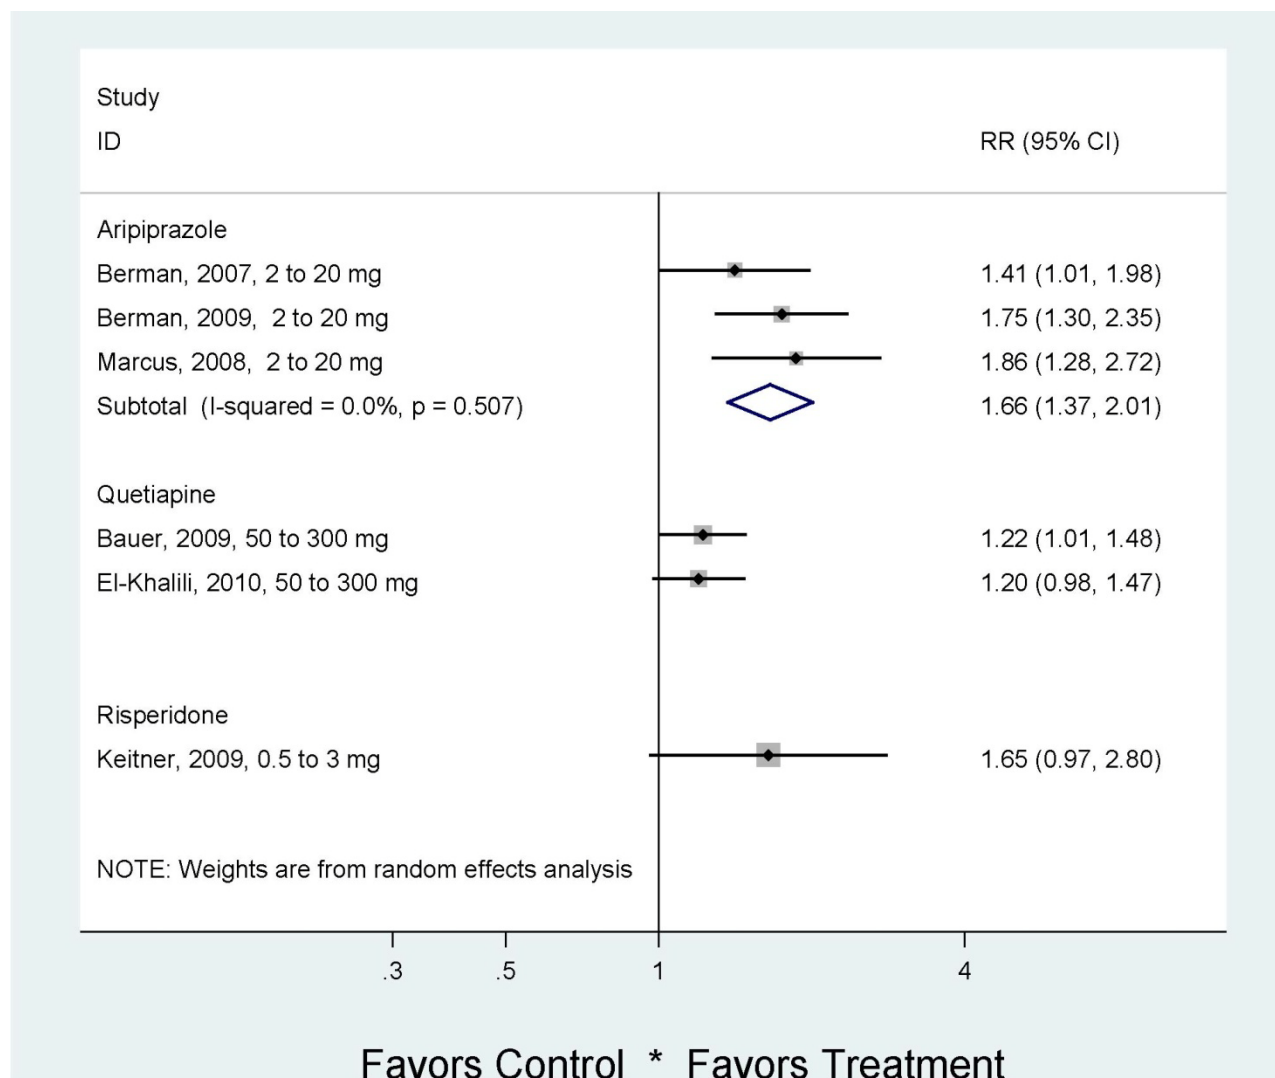 Study
ID RR (95% CI)
Aripiprazole
Berman, 2007, 2 to 20 mg 1.41 (1.01, 1.98)
Berman, 2009,  2 to 20 mg 1.75 (1.30, 2.35)
Marcus, 2008,  2 to 20 mg 1.86 (1.28, 2.72)
Subtotal  (I-squared = 0.0%, p = 0.507) 1.66 (1.37, 2.01)
Quetiapine
Bauer, 2009, 50 to 300 mg 1.22 (1.01, 1.48)
El-Khalili, 2010, 50 to 300 mg 1.20 (0.98, 1.47)
Risperidone
Keitner, 2009, 0.5 to 3 mg 1.65 (0.97, 2.80)
NOTE: Weights are from random effects analysis
.3 .5 1 4
Favors Control * Favors Treatment